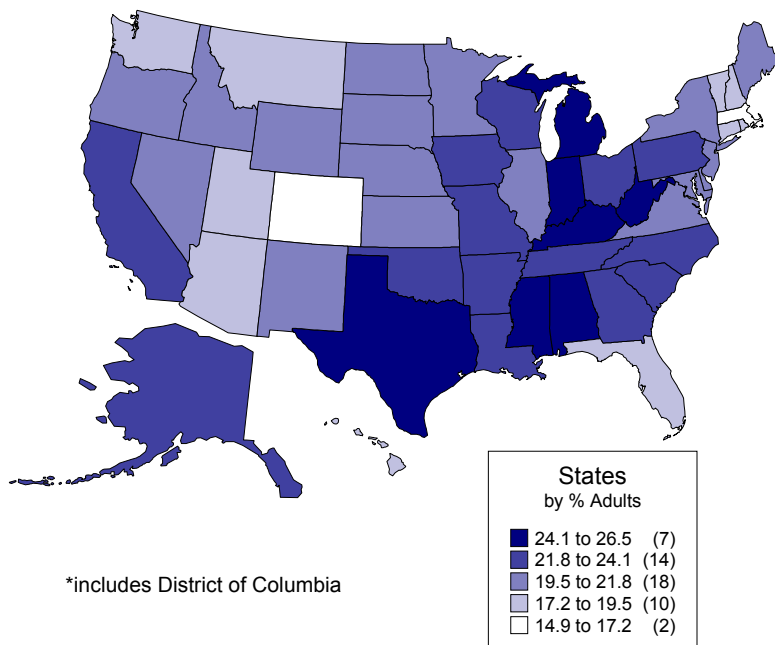 States
by % Adults
24.1 to 26.5 (7)
21.8 to 24.1 (14)
19.5 to 21.8 (18)
17.2 to 19.5 (10)
14.9 to 17.2 (2)
*includes District of Columbia